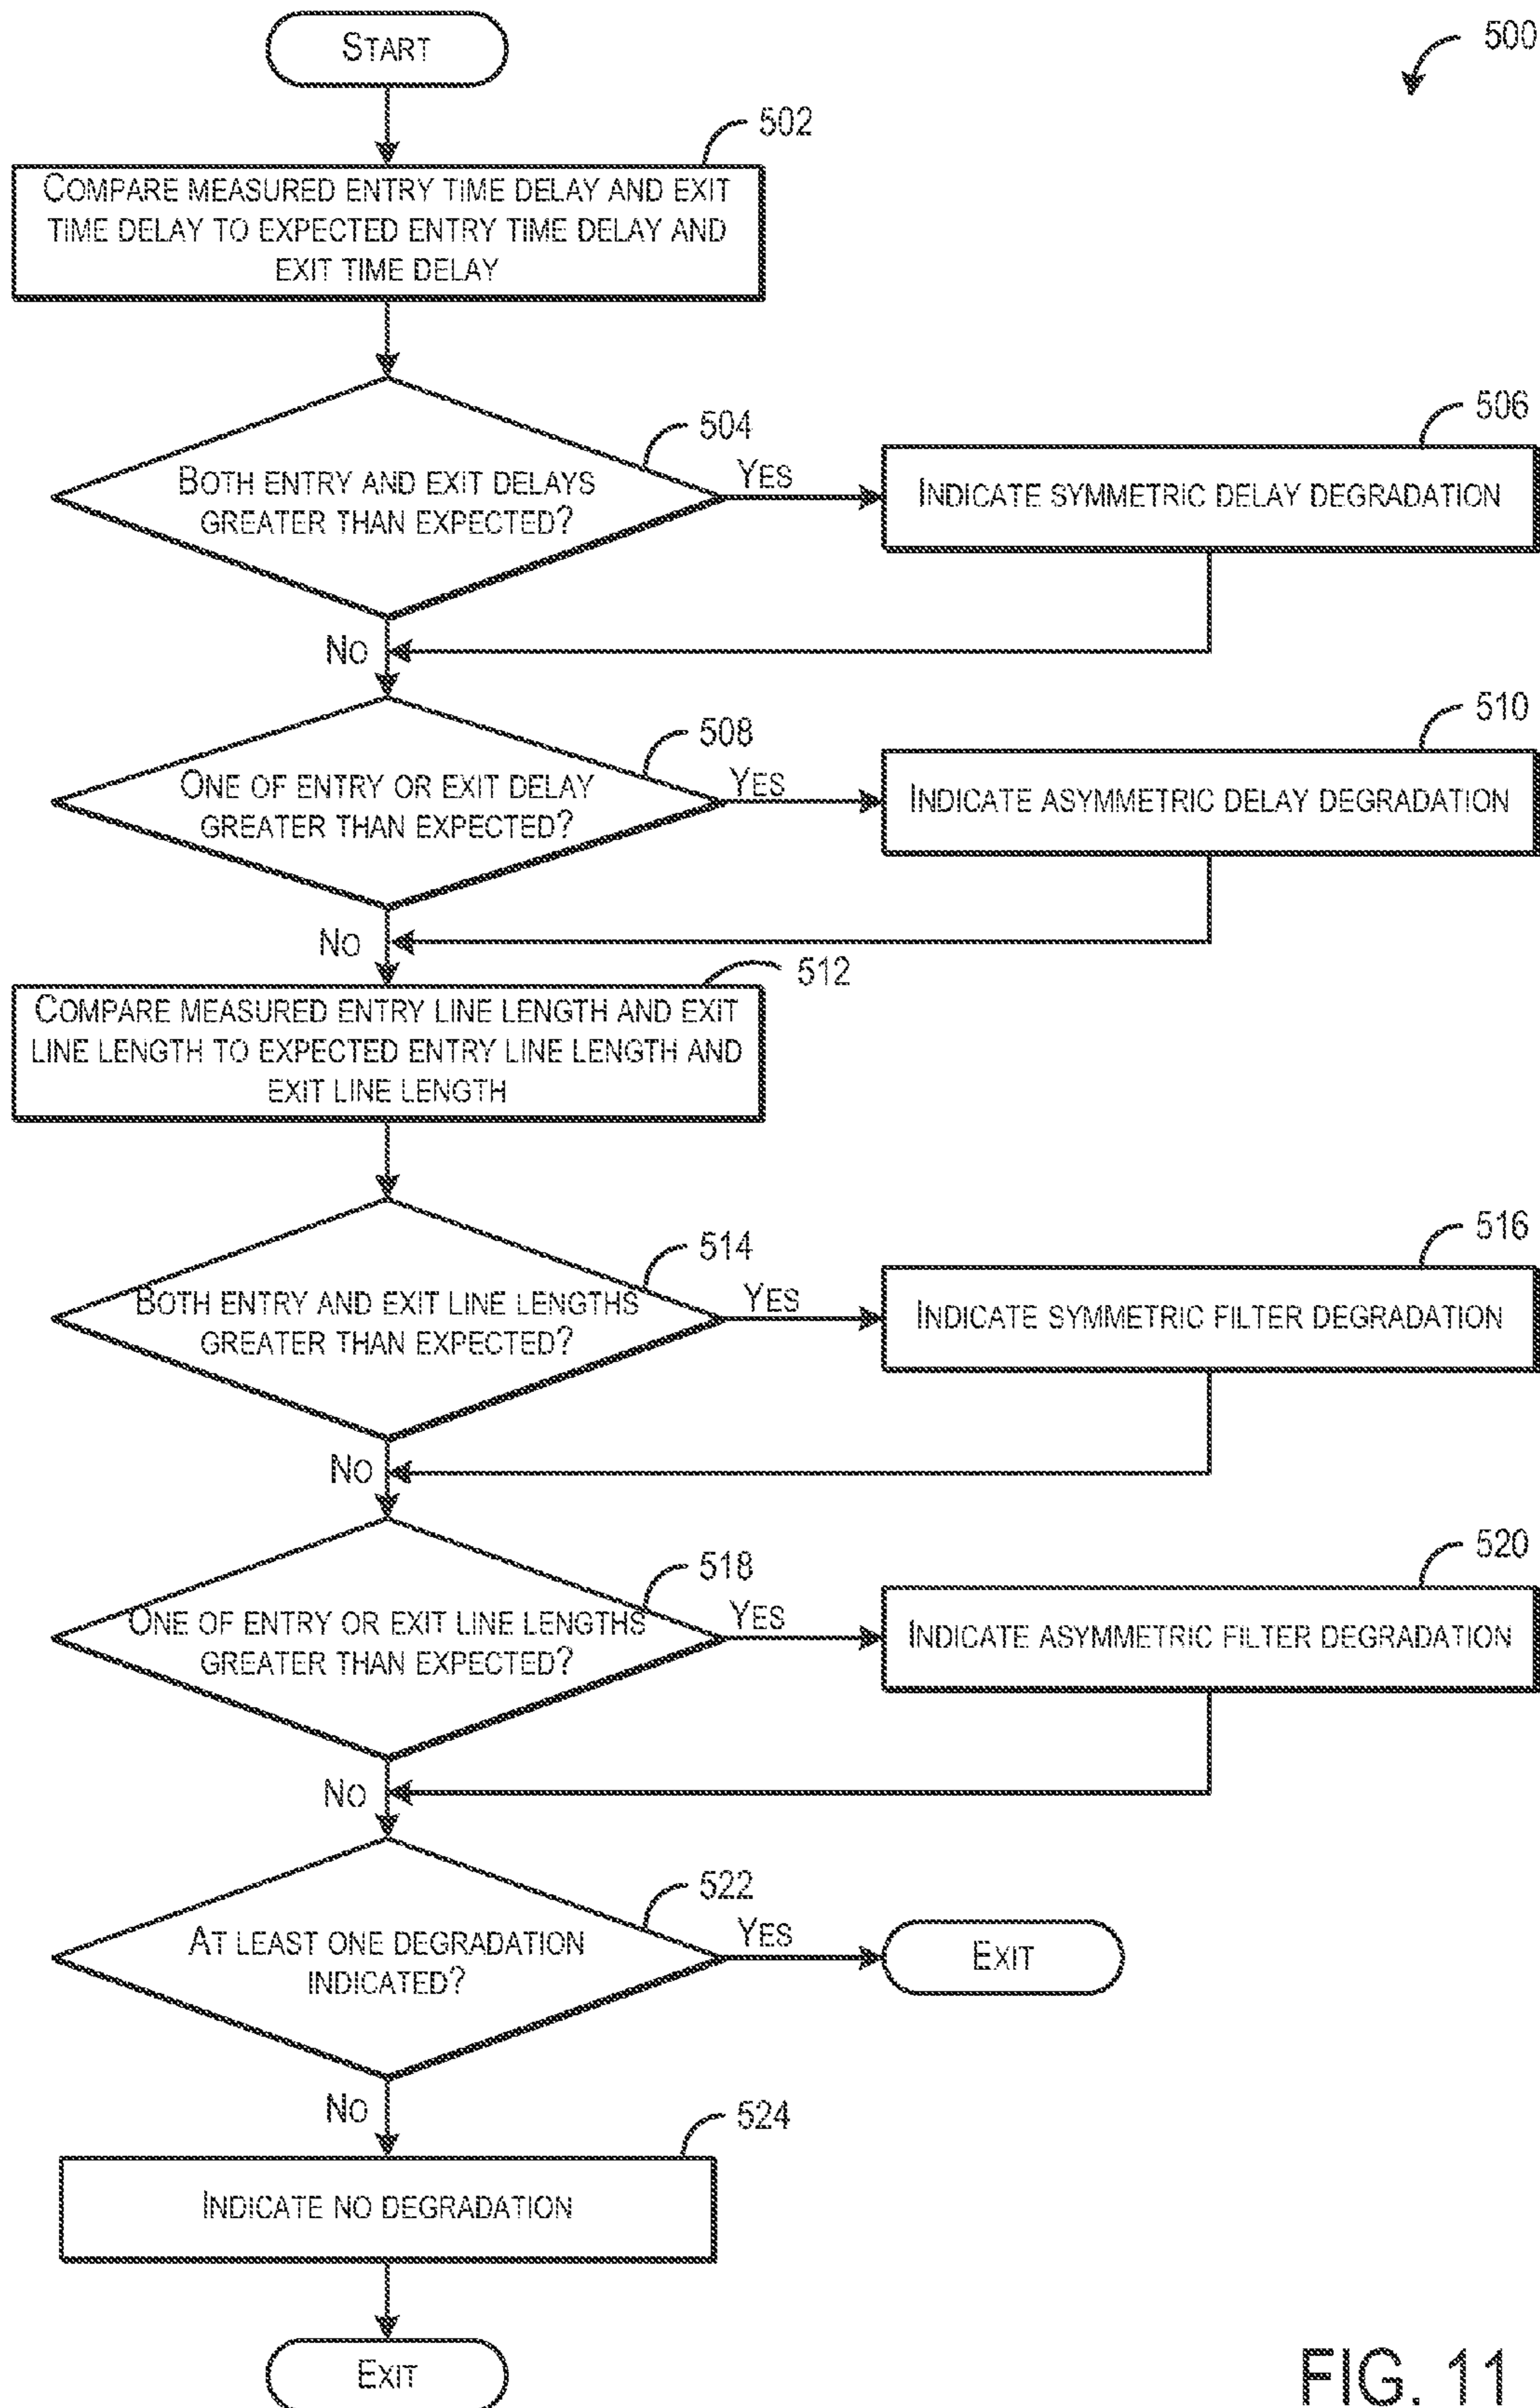 START
500
502
COMPARE MEASURED ENTRY TIME DELAY AND EXIT
TIME DELAY TO EXPECTED ENTRY TIME DELAY AND
EXIT TIME DELAY
504
506
BOTH ENTRY AND EXIT DELAYS
GREATER THAN EXPECTED?
YES
INDICATE SYMMETRIC DELAY DEGRADATION
NO
508
510
ONE OF ENTRY OR EXIT DELAY
GREATER THAN EXPECTED?
YES
INDICATE ASYMMETRIC DELAY DEGRADATION
NO
512
COMPARE MEASURED ENTRY LINE LENGTH AND EXIT
LINE LENGTH TO EXPECTED ENTRY LINE LENGTH AND
EXIT LINE LENGTH
514
516
BOTH ENTRY AND EXIT LINE LENGTHS
GREATER THAN EXPECTED?
YES
INDICATE SYMMETRIC FILTER DEGRADATION
NO
518
520
ONE OF ENTRY OR EXIT LINE LENGTHS
GREATER THAN EXPECTED?
YES
INDICATE ASYMMETRIC FILTER DEGRADATION
NO
522
AT LEAST ONE DEGRADATION
INDICATED?
YES
EXIT
NO
524
INDICATE NO DEGRADATION
EXIT
FIG. 11